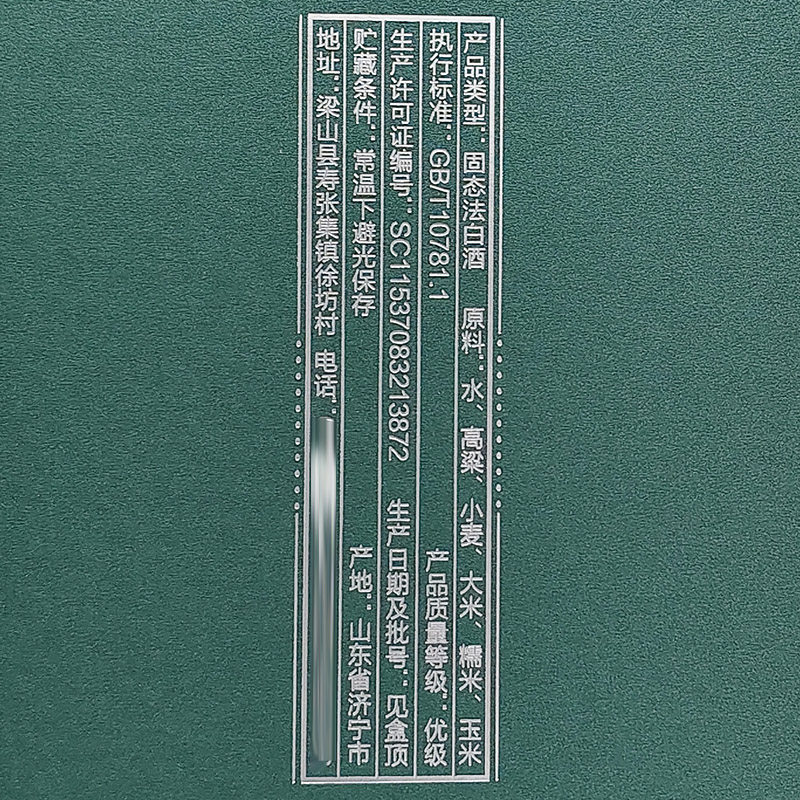 产品类型：固态法白酒 原料：水、高粱、小麦、大米、糯米、玉米
执行标准：GB/T10781.1 产品质量等级：优级
生产许可证编号：SC11537083213872 生产日期及批号：见盒顶
贮藏条件：常温下避光保存 产地：山东省济宁市
地址：梁山县寿张集镇徐坊村 电话：